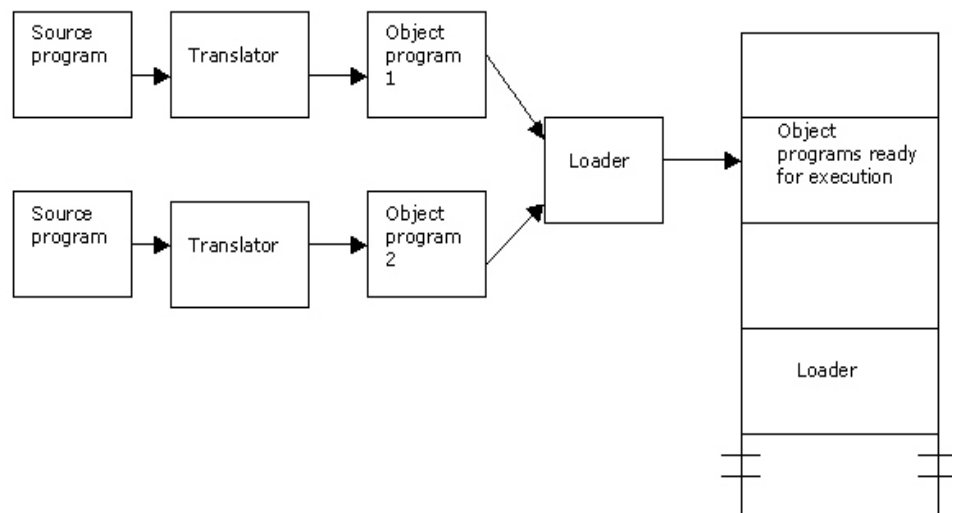 Source
program
Translator
Object
program
1
Source
program
Translator
Object
program
2
Loader
Object
programs ready
for execution
Loader